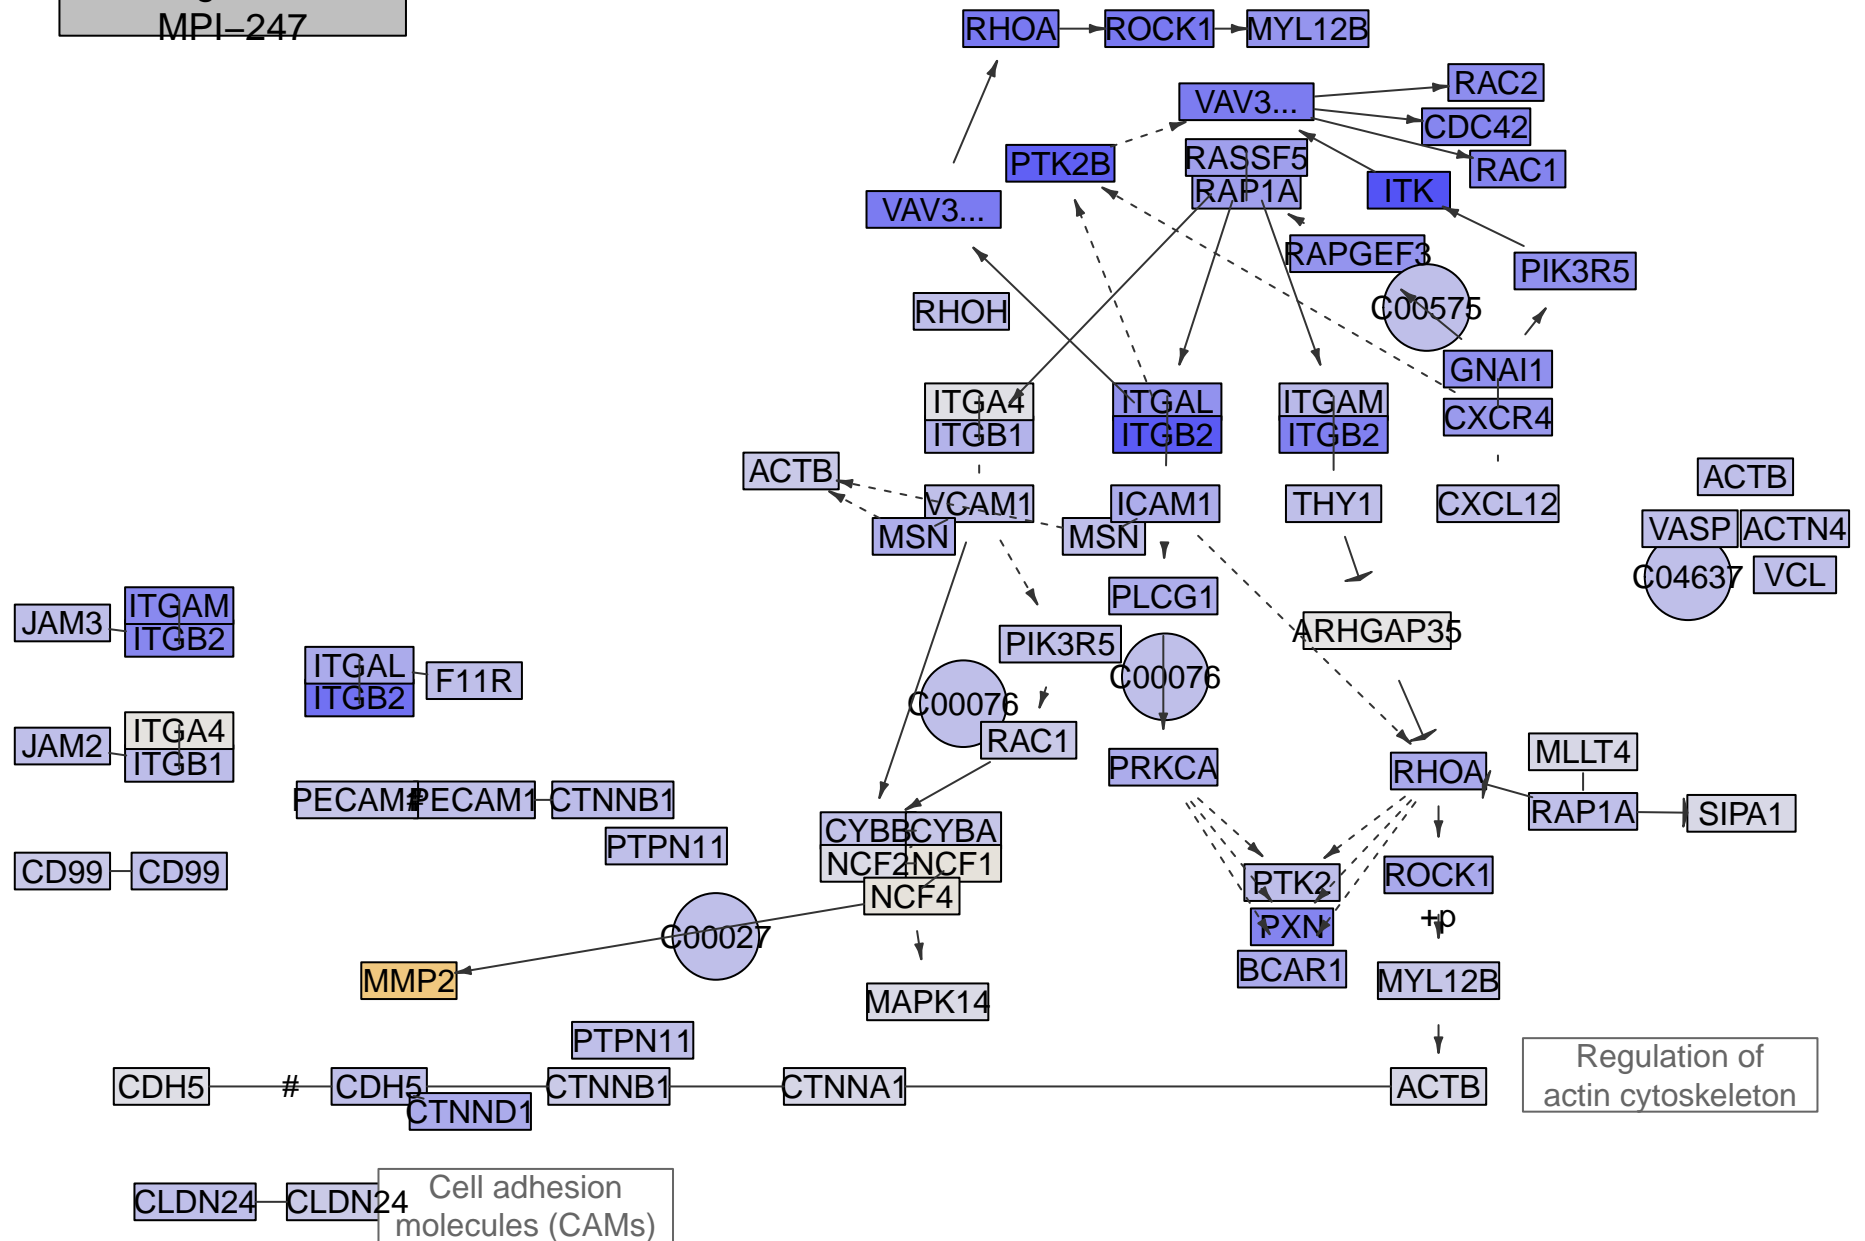 MPI−247
RHOA
ROCK1
MYL12B
RAC2
VAV3...
CDC42
RASSF5
PTK2B
RAC1
RAP1A
ITK
VAV3...
RAPGEF3
PIK3R5
RHOH
C00575
GNAI1
ITGA4
ITGAL
ITGAM
CXCR4
ITGB1
ITGB2
ITGB2
ACTB
ACTB
VCAM1
ICAM1
THY1
CXCL12
MSN
MSN
VASP
ACTN4
C04637
VCL
PLCG1
ITGAM
JAM3
ITGB2
ARHGAP35
PIK3R5
ITGAL
F11R
C00076
ITGB2
C00076
ITGA4
JAM2
RAC1
MLLT4
ITGB1
PRKCA
RHOA
PECAM1
#
PECAM1
CTNNB1
RAP1A
SIPA1
CYBB
CYBA
PTPN11
NCF2
NCF1
CD99
CD99
ROCK1
PTK2
NCF4
+p
PXN
C00027
BCAR1
MMP2
MYL12B
MAPK14
PTPN11
Regulation of
actin cytoskeleton
CDH5
#
CDH5
CTNNB1
CTNNA1
ACTB
CTNND1
Cell adhesion
molecules (CAMs)
CLDN24
CLDN24